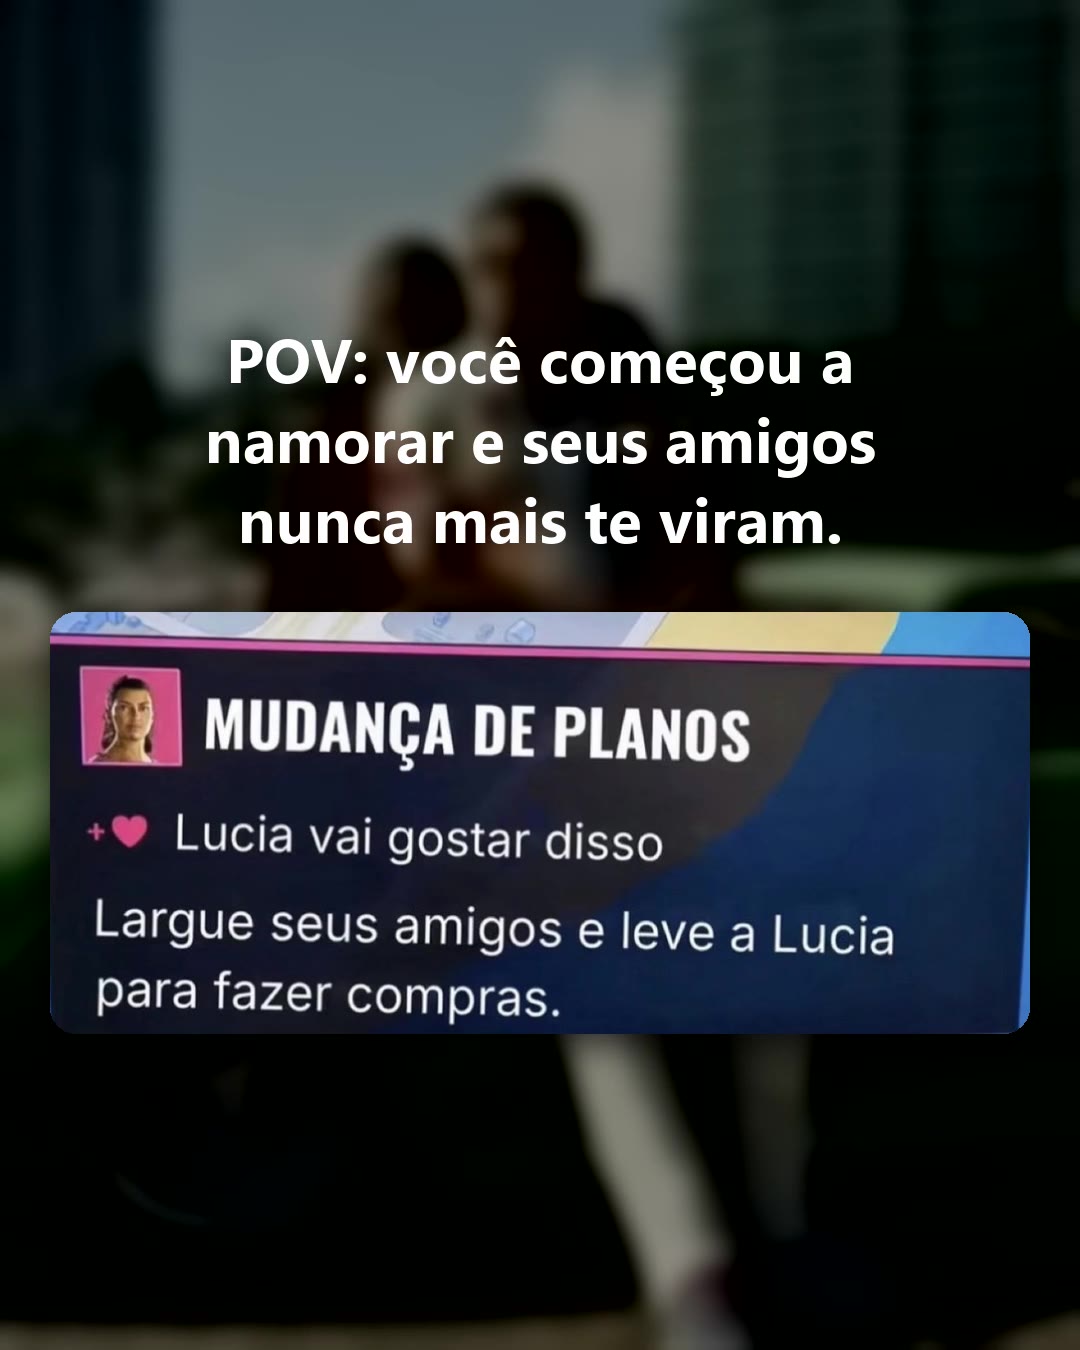 POV: você começou a
namorar e seus amigos
nunca mais te viram.
MUDANÇA DE PLANOS
+♥ Lucia vai gostar disso
Largue seus amigos e leve a Lucia
para fazer compras.